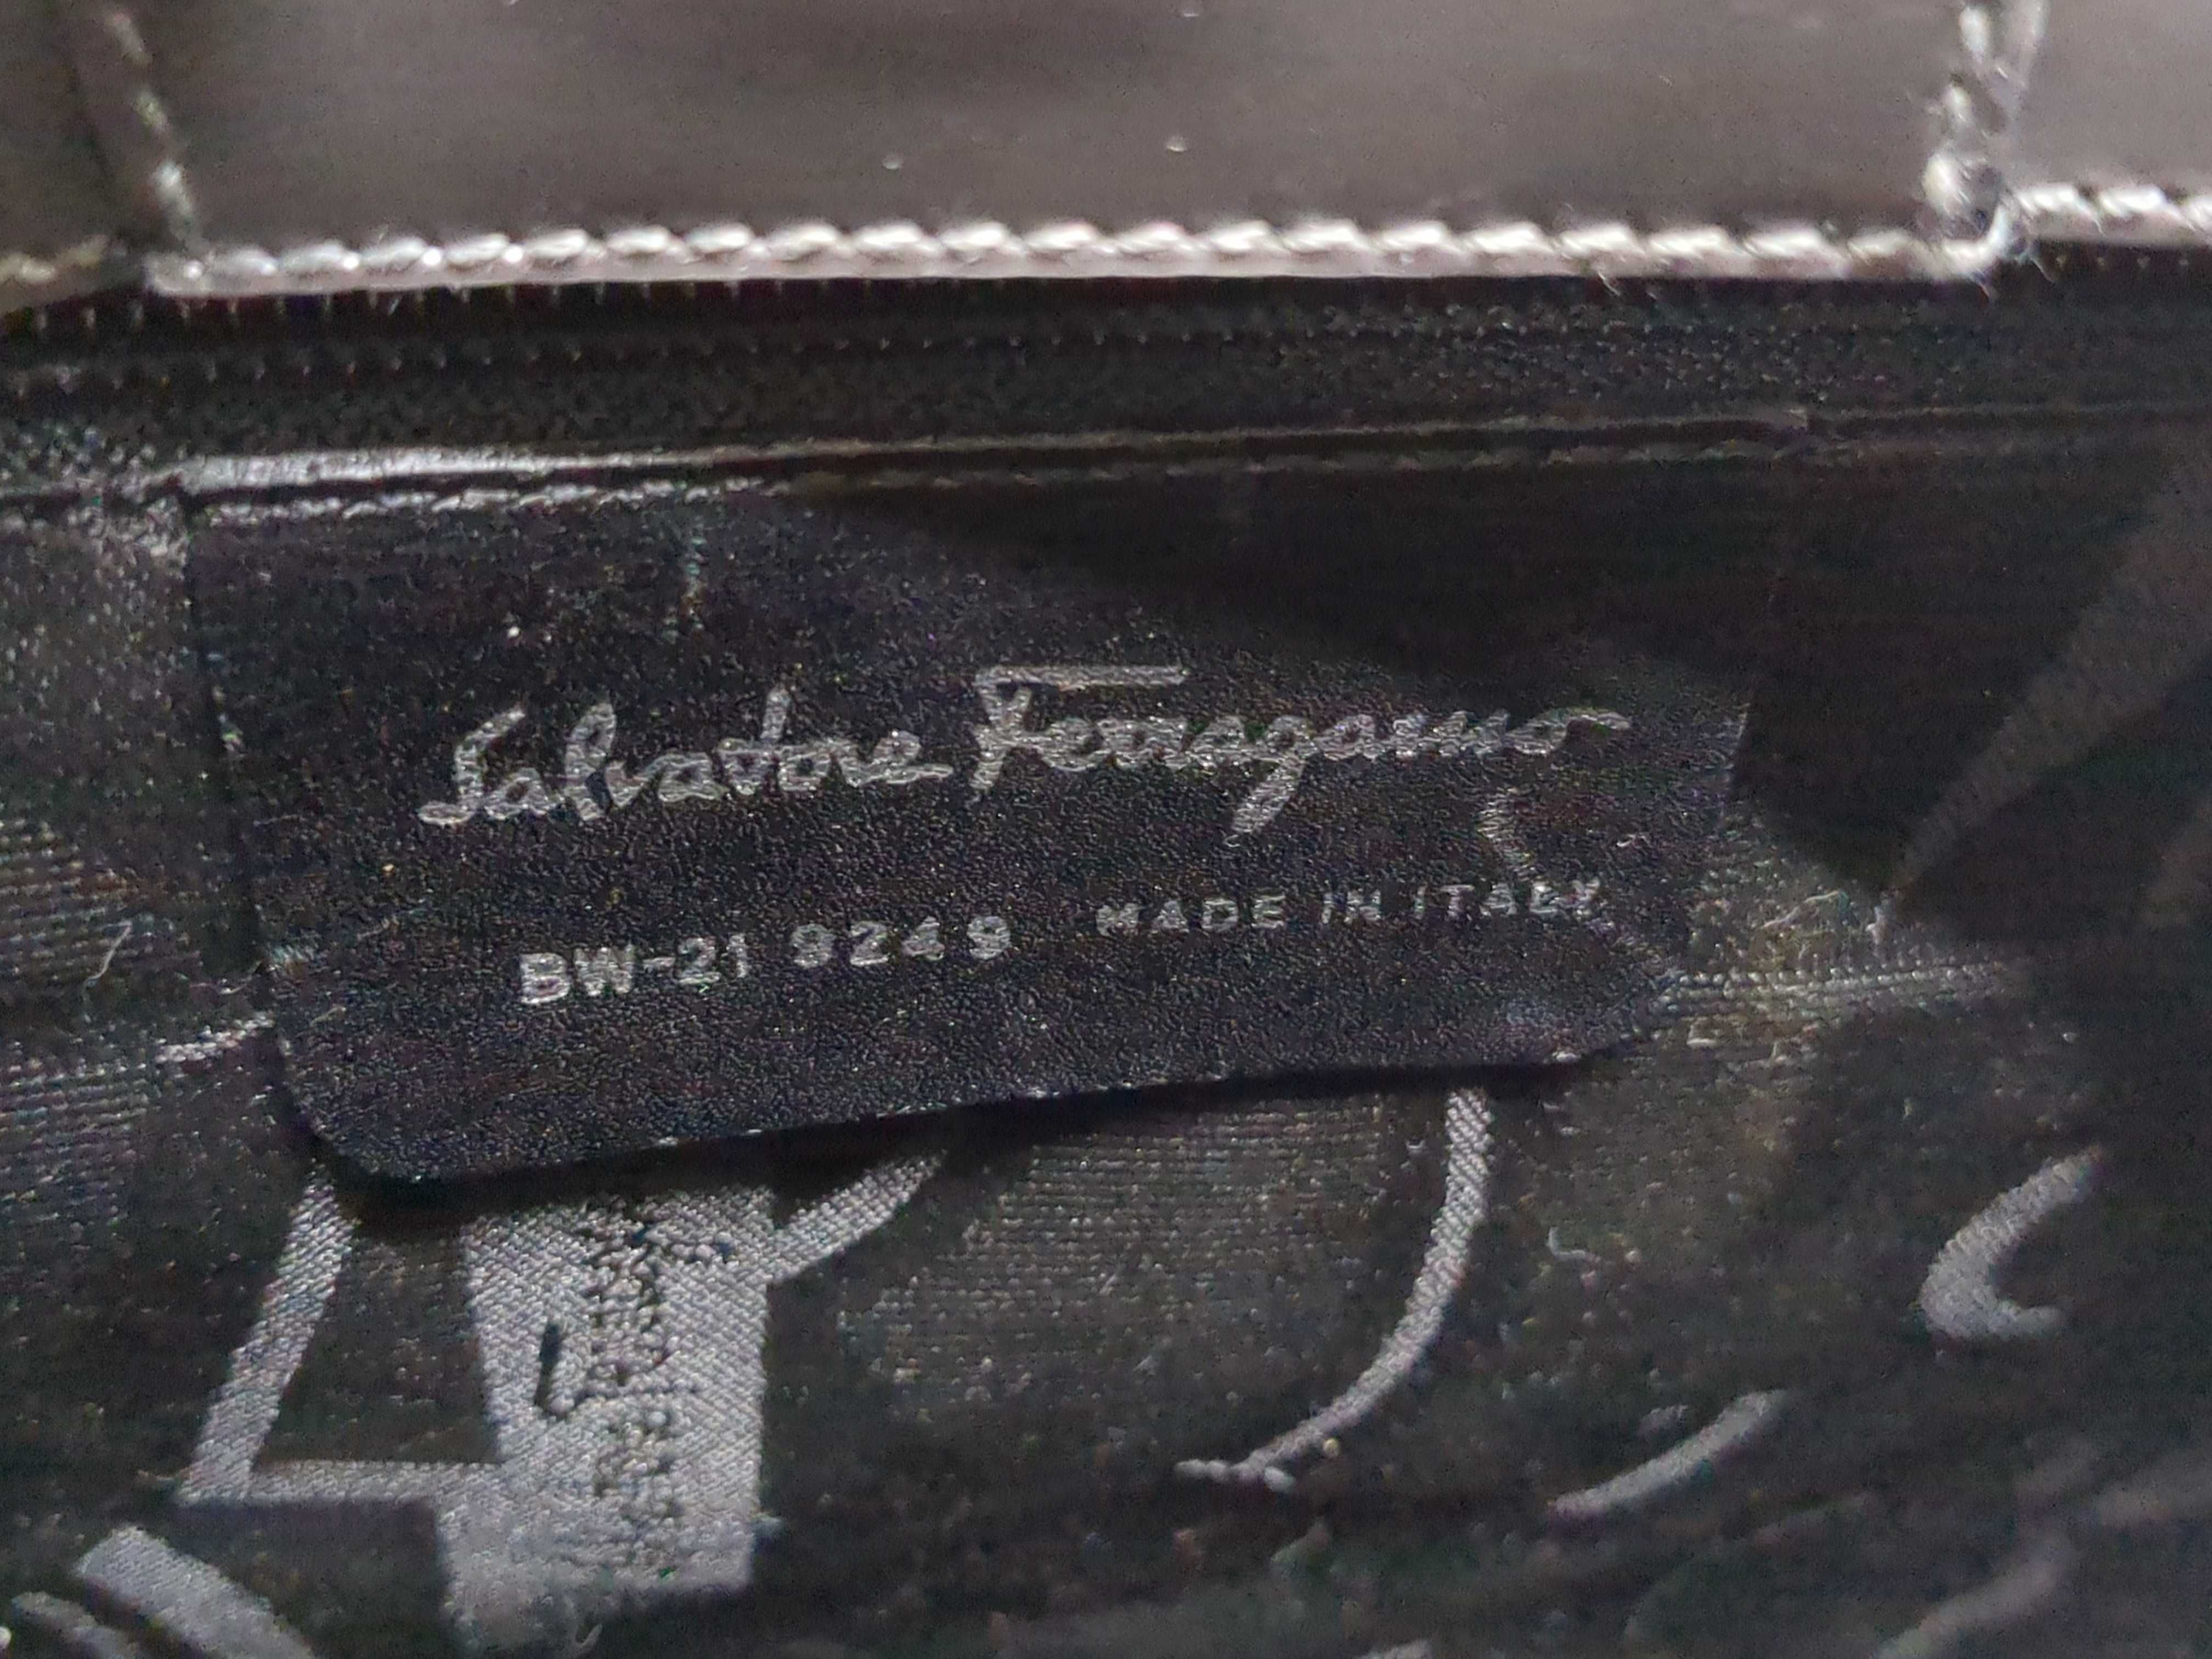 Salvatore Ferragamo
BW-21 9249 MADE IN ITALY